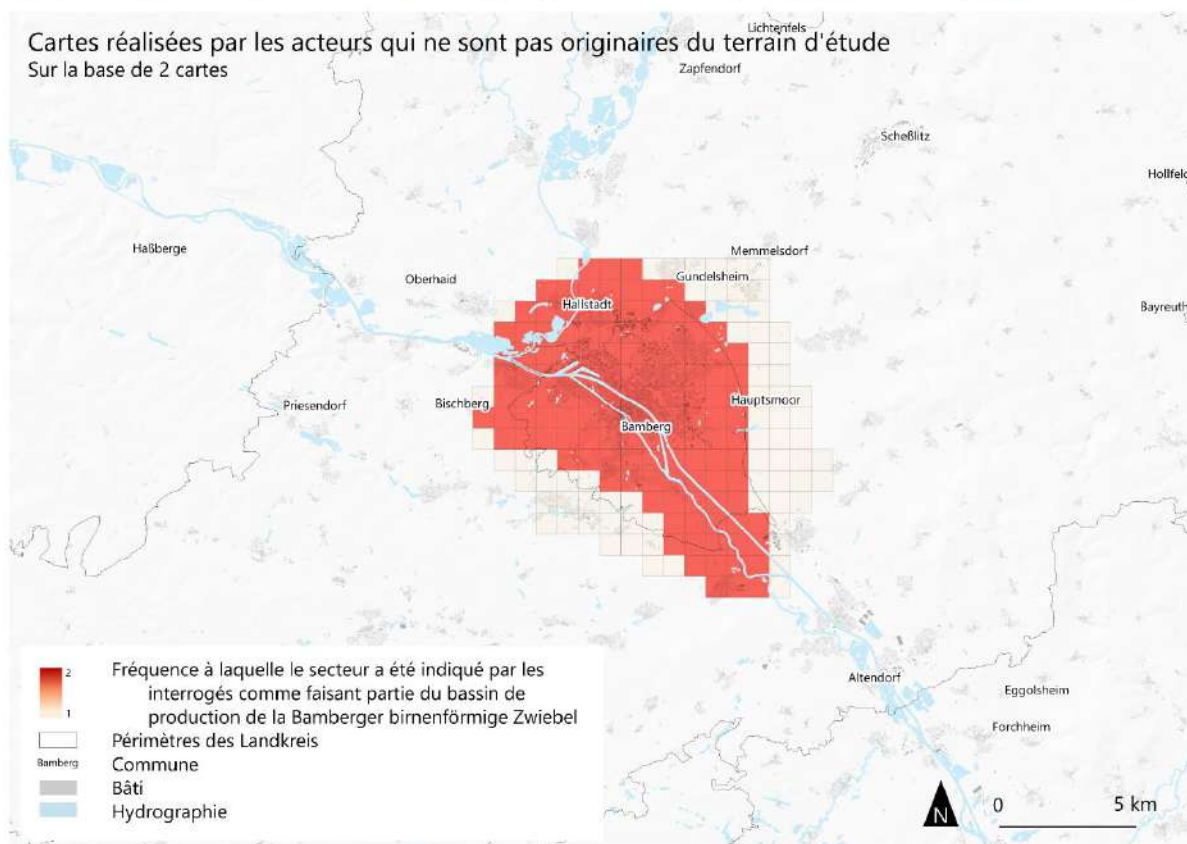 Cartes réalisées par les acteurs qui ne sont pas originaires du terrain d'étude
Sur la base de 2 cartes
Lichtenfels
Zapfendorf
Scheßlitz
Hollfeld
Haßberge
Memmelsdorf
Oberhaid
Gundelsheim
Hallstadt
Bayreuth
Priesendorf
Bischberg
Hauptsmoor
Bamberg
Altendorf
Eggolsheim
Forchheim
2
1
Fréquence à laquelle le secteur a été indiqué par les
interrogés comme faisant partie du bassin de
production de la Bamberger birnenförmige Zwiebel
Périmètres des Landkreis
Bamberg Commune
Bâti
Hydrographie
N
0 5 km